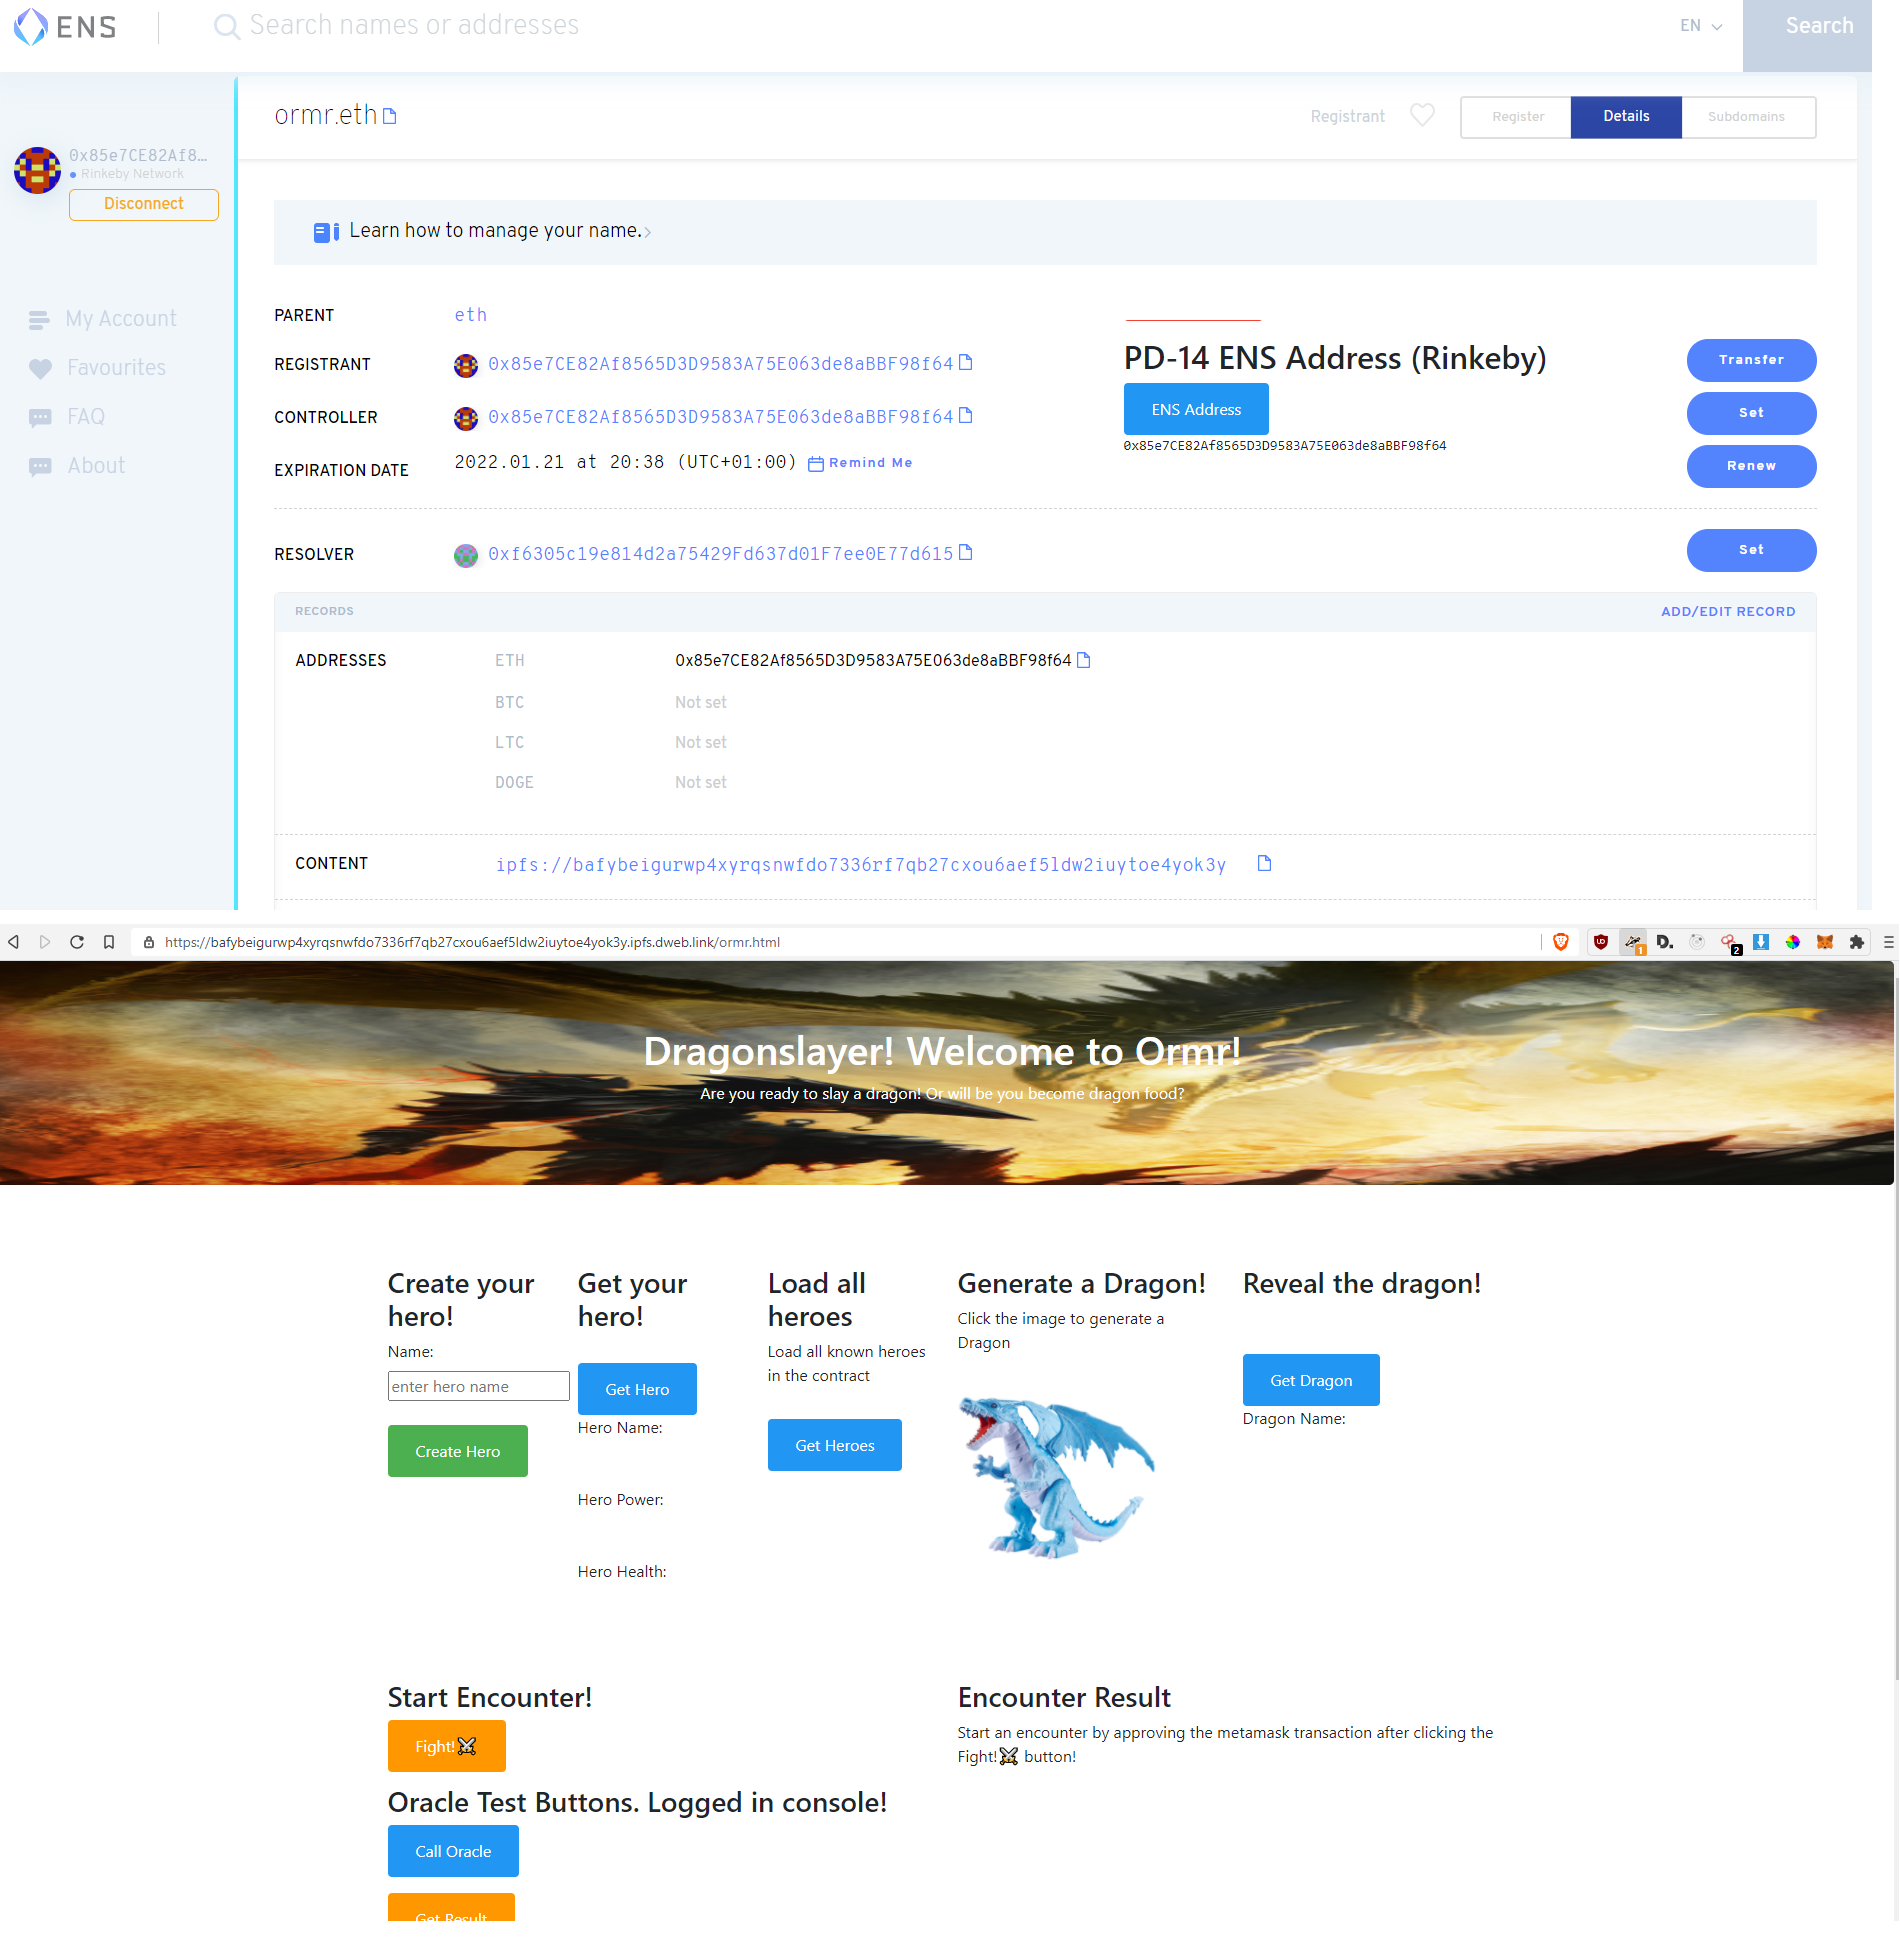 ENS
Search names or addresses
EN
Search
ormr.eth
Registrant
Register
Details
Subdomains
0x85e7CE82Af8...
Rinkeby Network
Disconnect
Learn how to manage your name.
My Account
Favourites
FAQ
About
PARENT
eth
REGISTRANT
0x85e7CE82Af8565D3D9583A75E063de8aBBF98f64
CONTROLLER
0x85e7CE82Af8565D3D9583A75E063de8aBBF98f64
EXPIRATION DATE
2022.01.21 at 20:38 (UTC+01:00)
Remind Me
PD-14 ENS Address (Rinkeby)
ENS Address
0x85e7CE82Af8565D3D9583A75E063de8aBBF98f64
Transfer
Set
Renew
RESOLVER
0xf6305c19e814d2a75429Fd637d01F7ee0E77d615
Set
RECORDS
ADD/EDIT RECORD
ADDRESSES
ETH
0x85e7CE82Af8565D3D9583A75E063de8aBBF98f64
BTC
Not set
LTC
Not set
DOGE
Not set
CONTENT
ipfs://bafybeigurwp4xyrqsnwfdo7336rf7qb27cxou6aef5ldw2iuytoe4yok3y
https://bafybeigurwp4xyrqsnwfdo7336rf7qb27cxou6aef5ldw2iuytoe4yok3y.ipfs.dweb.link/ormr.html
1
D.
2
Dragonslayer! Welcome to Ormr!
Are you ready to slay a dragon! Or will be you become dragon food?
Create your
hero!
Name:
enter hero name
Create Hero
Get your
hero!
Get Hero
Hero Name:
Hero Power:
Hero Health:
Load all
heroes
Load all known heroes
in the contract
Get Heroes
Generate a Dragon!
Click the image to generate a
Dragon
Reveal the dragon!
Get Dragon
Dragon Name:
Start Encounter!
Fight!⚔
Encounter Result
Start an encounter by approving the metamask transaction after clicking the
Fight!⚔ button!
Oracle Test Buttons. Logged in console!
Call Oracle
Get Result